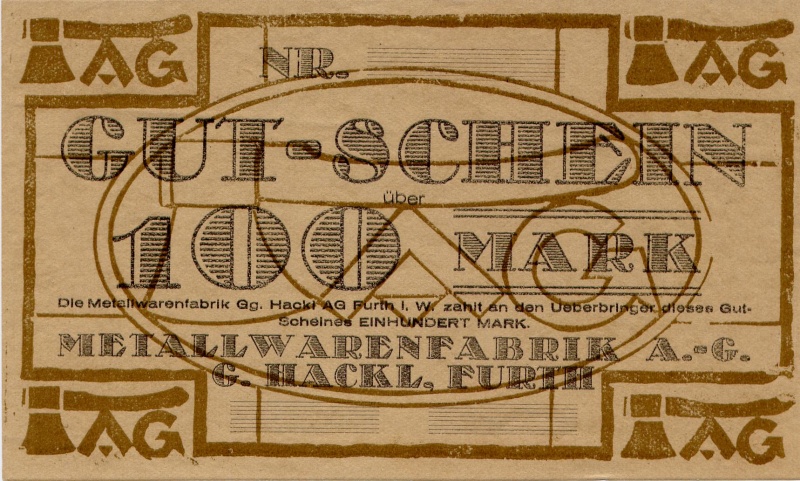 AG AG
NR.
GUT-SCHEIN
über
100 MARK
AG
Die Metallwarenfabrik Gg. Hackl AG Furth i. W. zahlt an den Ueberbringer dieses Gut-
Scheines EINHUNDERT MARK.
METALLWARENFABRIK A.-G.
G. HACKL, FURTH
AG AG